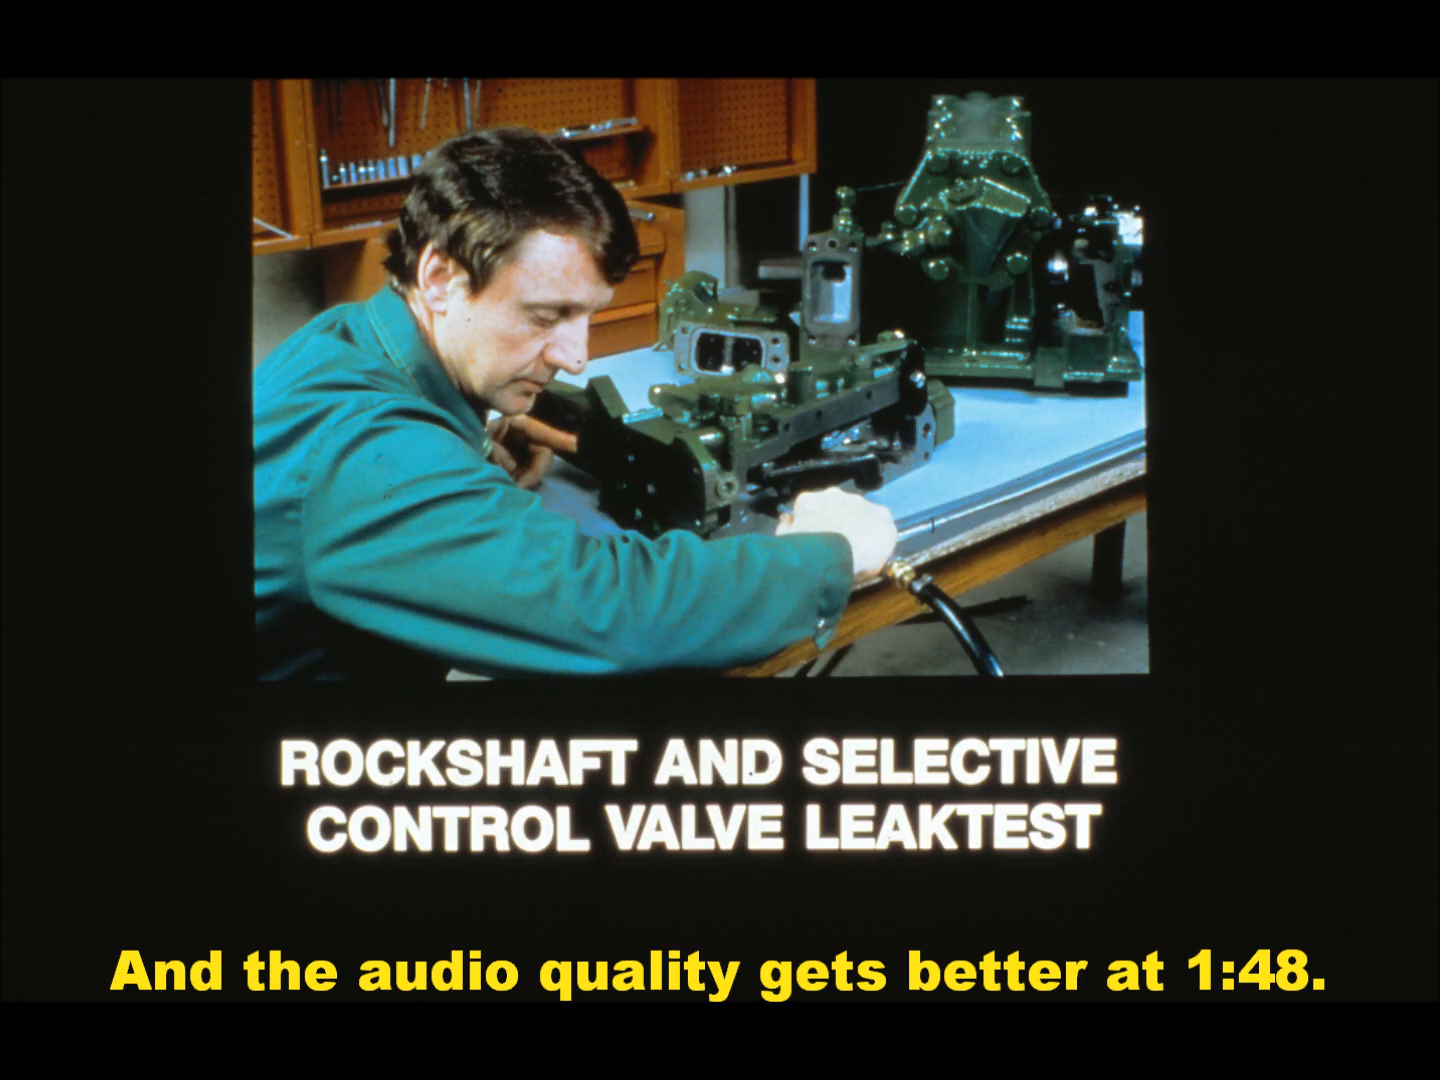 ROCKSHAFT AND SELECTIVE
CONTROL VALVE LEAKTEST
And the audio quality gets better at 1:48.